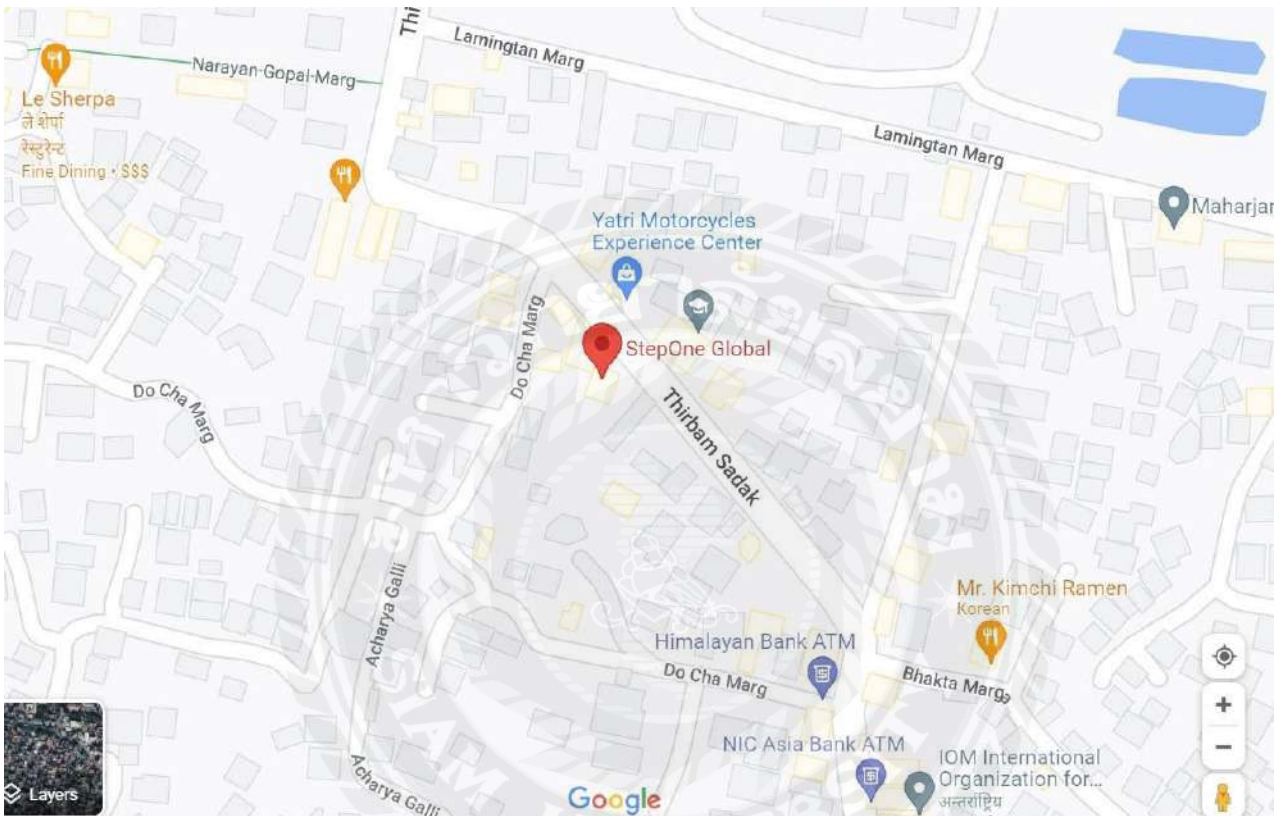 Thi
Lamingtan Marg
Narayan Gopal Marg
Le Sherpa
ले शेर्पा
रेस्टुरेन्ट
Fine Dining · $$$
Lamingtan Marg
Maharjan
Yatri Motorcycles
Experience Center
StepOne Global
Do Cha Marg
Do Cha Marg
Thirbam Sadak
Acharya Galli
Mr. Kimchi Ramen
Korean
Himalayan Bank ATM
Do Cha Marg
Bhakta Marga
NIC Asia Bank ATM
IOM International
Organization for...
अन्तर्राष्ट्रिय
Acharya Galli
Layers
Google
SIAM